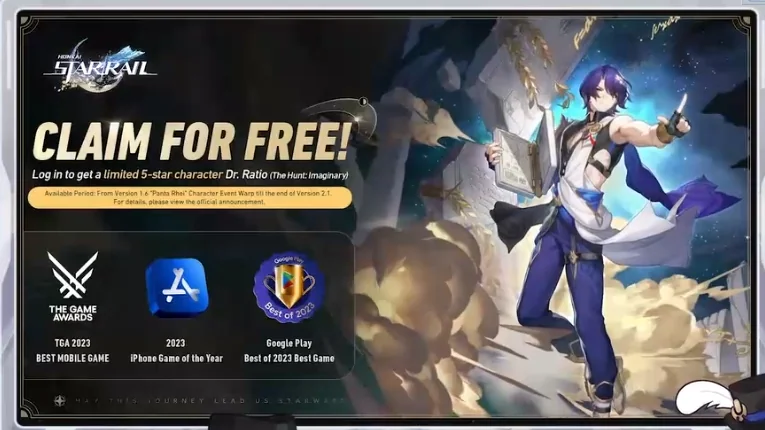 HONKAI
STAR RAIL
CLAIM FOR FREE!
Log in to get a limited 5-star character Dr. Ratio (The Hunt: Imaginary)
Available Period: From Version 1.6 "Panta Rhei" Character Event Warp till the end of Version 2.1.
For details, please view the official announcement.
THE GAME
AWARDS
TGA 2023
BEST MOBILE GAME
2023
iPhone Game of the Year
Google Play
Best of 2023
Google Play
Best of 2023 Best Game
MAY THIS JOURNEY LEAD US STARWARD